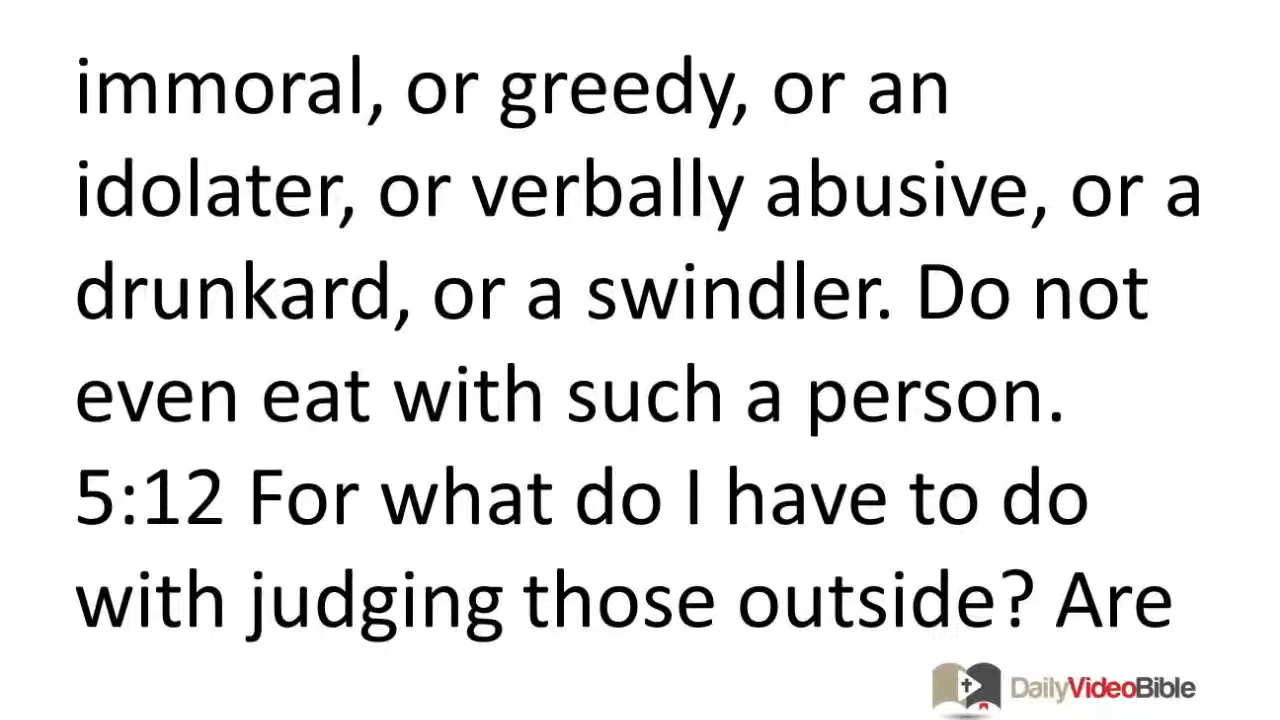 immoral, or greedy, or an
idolater, or verbally abusive, or a
drunkard, or a swindler. Do not
even eat with such a person.
5:12 For what do I have to do
with judging those outside? Are
DailyVideoBible